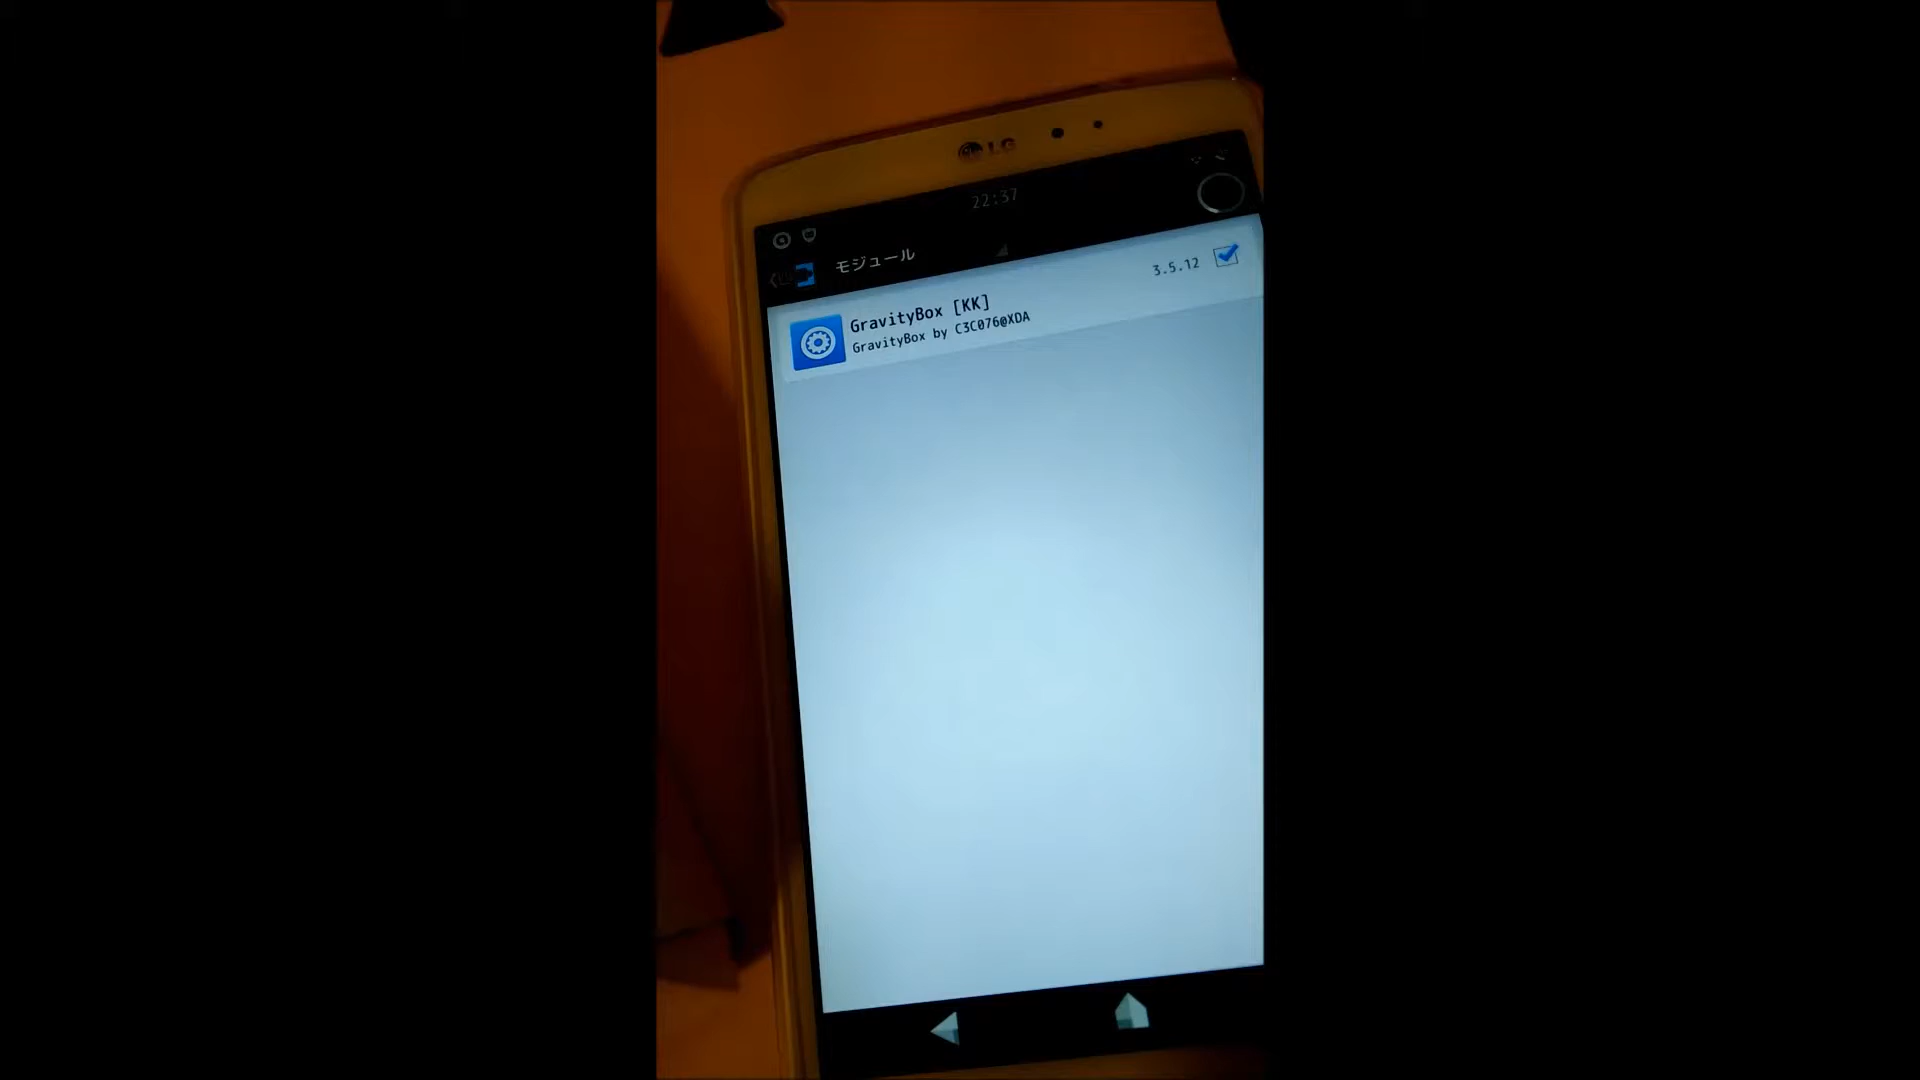 LG
22:37
モジュール
GravityBox [KK]
3.5.12
GravityBox by C3C076@XDA